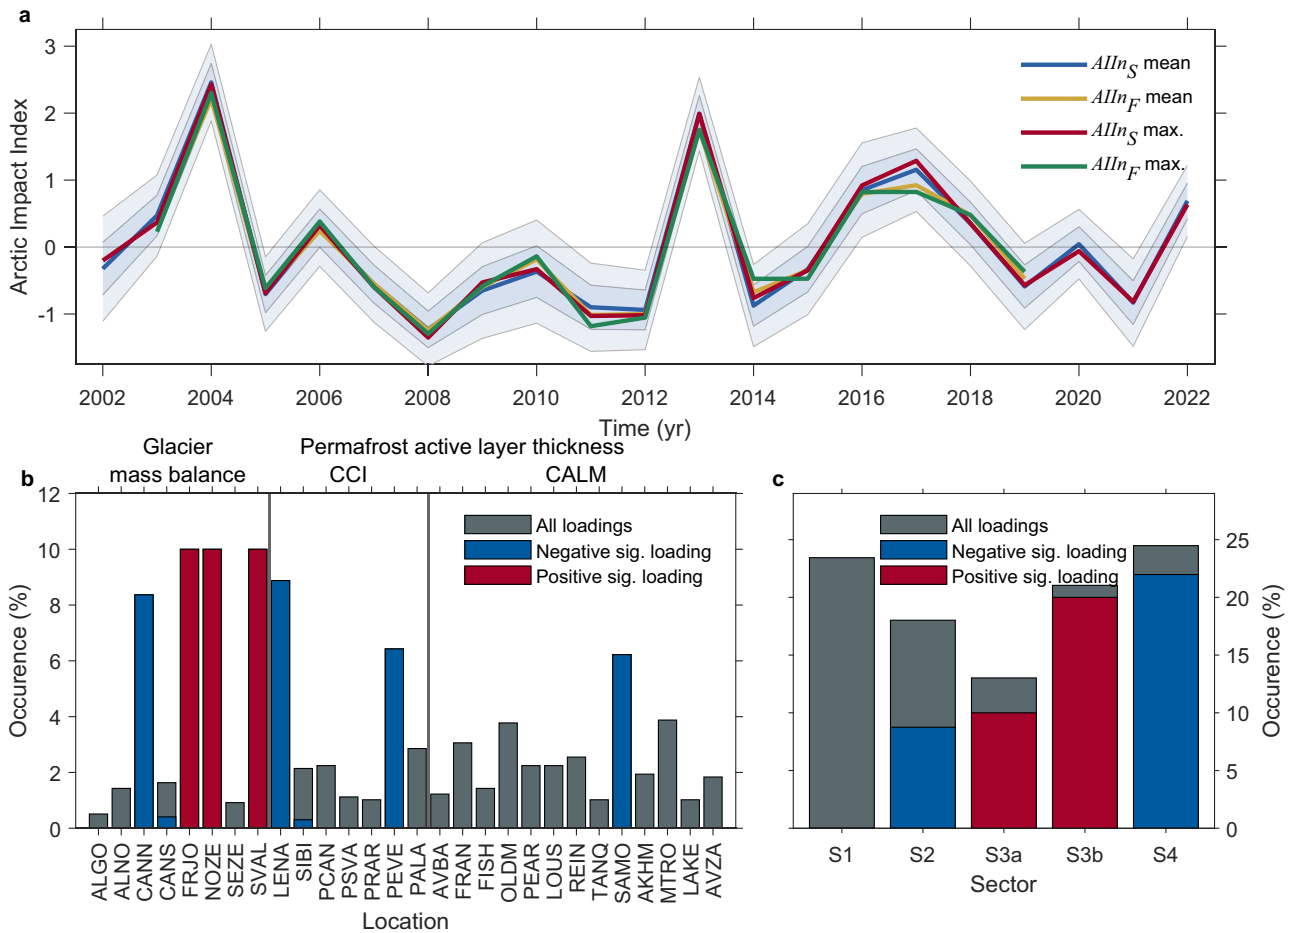 a
3
2
1
0
-1
Arctic Impact Index
AIIn_S mean
AIIn_F mean
AIIn_S max.
AIIn_F max.
2002 2004 2006 2008 2010 2012 2014 2016 2018 2020 2022
Time (yr)
Glacier
mass balance
Permafrost active layer thickness
CCI CALM
b
12
10
8
6
4
2
0
Occurence (%)
All loadings
Negative sig. loading
Positive sig. loading
ALGO ALNO CANN CANS FRJO NOZE SEZE SVAL LENA SIBI PCAN PSVA PRAR PEVE PALA AVBA FRAN FISH OLDM PEAR LOUS REIN TANQ SAMO AKHM MTRO LAKE AVZA
Location
c
All loadings
Negative sig. loading
Positive sig. loading
25
20
15
10
5
0
Occurence (%)
S1 S2 S3a S3b S4
Sector